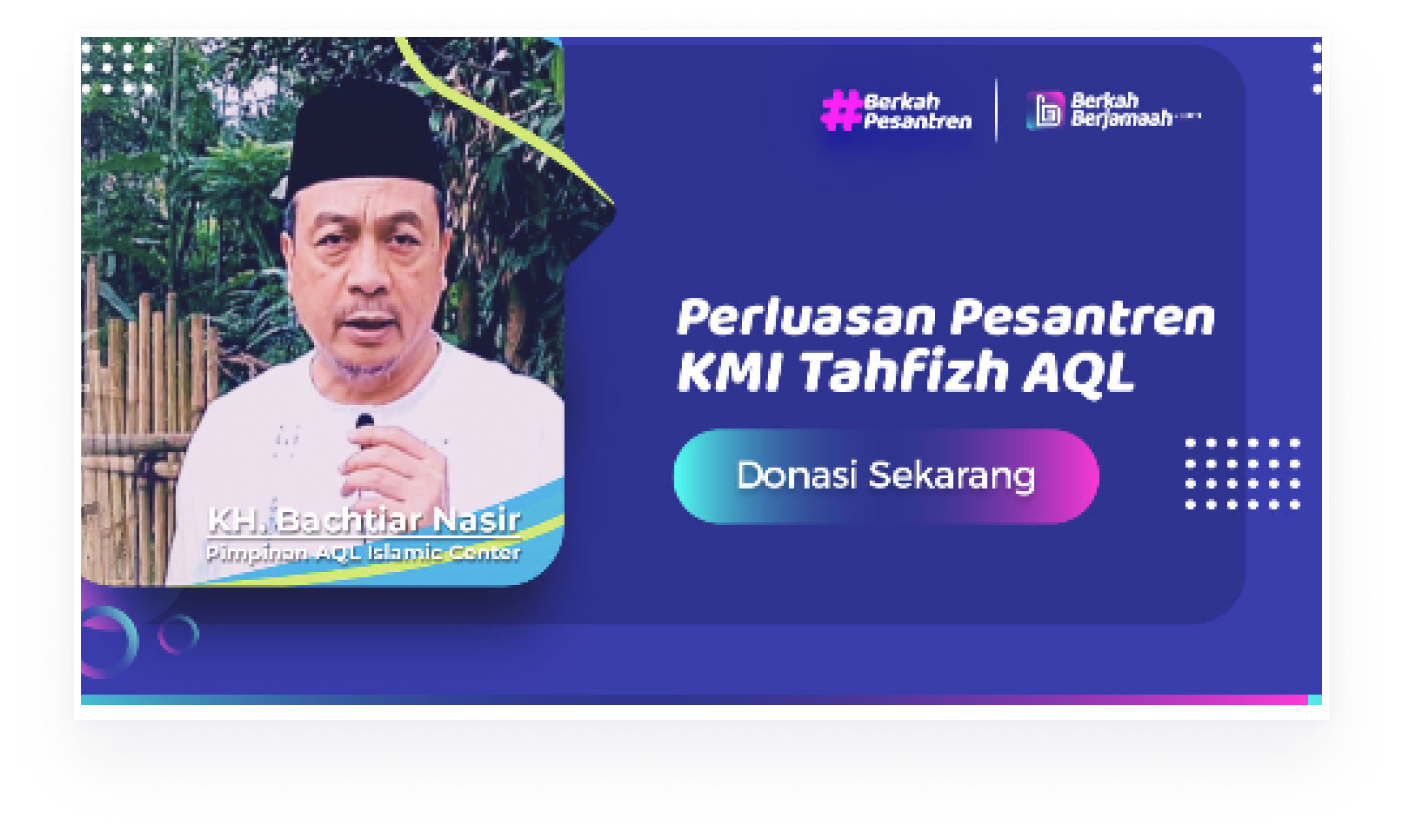 #Berkah
Pesantren
Berkah
Berjamaah
Perluasan Pesantren
KMI Tahfizh AQL
Donasi Sekarang
KH. Bachtiar Nasir
Pimpinan AQL Islamic Center